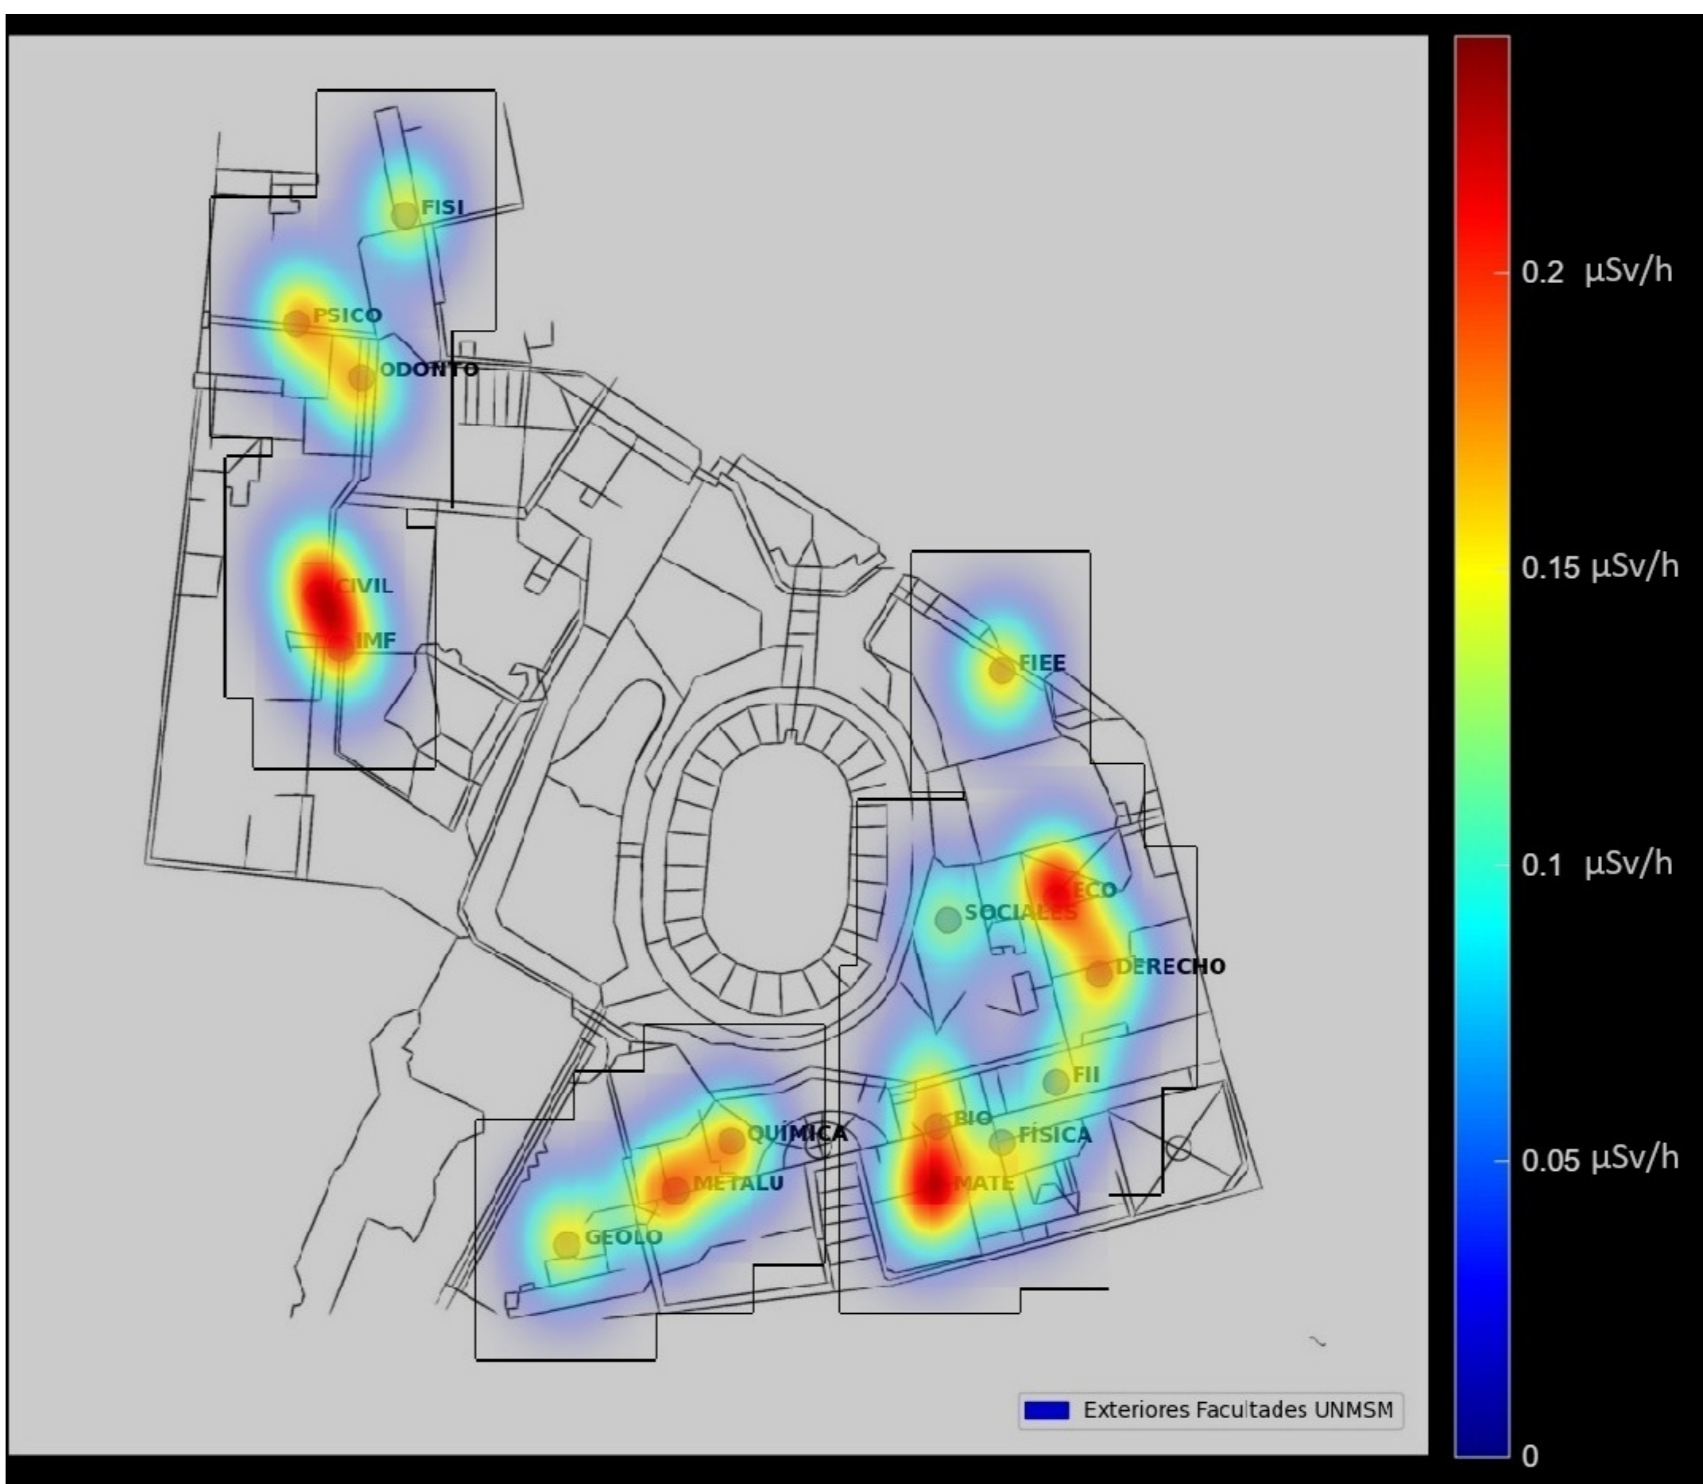 FISI
0.2 µSv/h
PSICO
ODONTO
0.15 µSv/h
CIVIL
IMF
FIEE
0.1 µSv/h
ECO
SOCIALES
DERECHO
FII
BIO
QUÍMICA
FÍSICA
0.05 µSv/h
METALU
MATE
GEOLO
Exteriores Facultades UNMSM
0